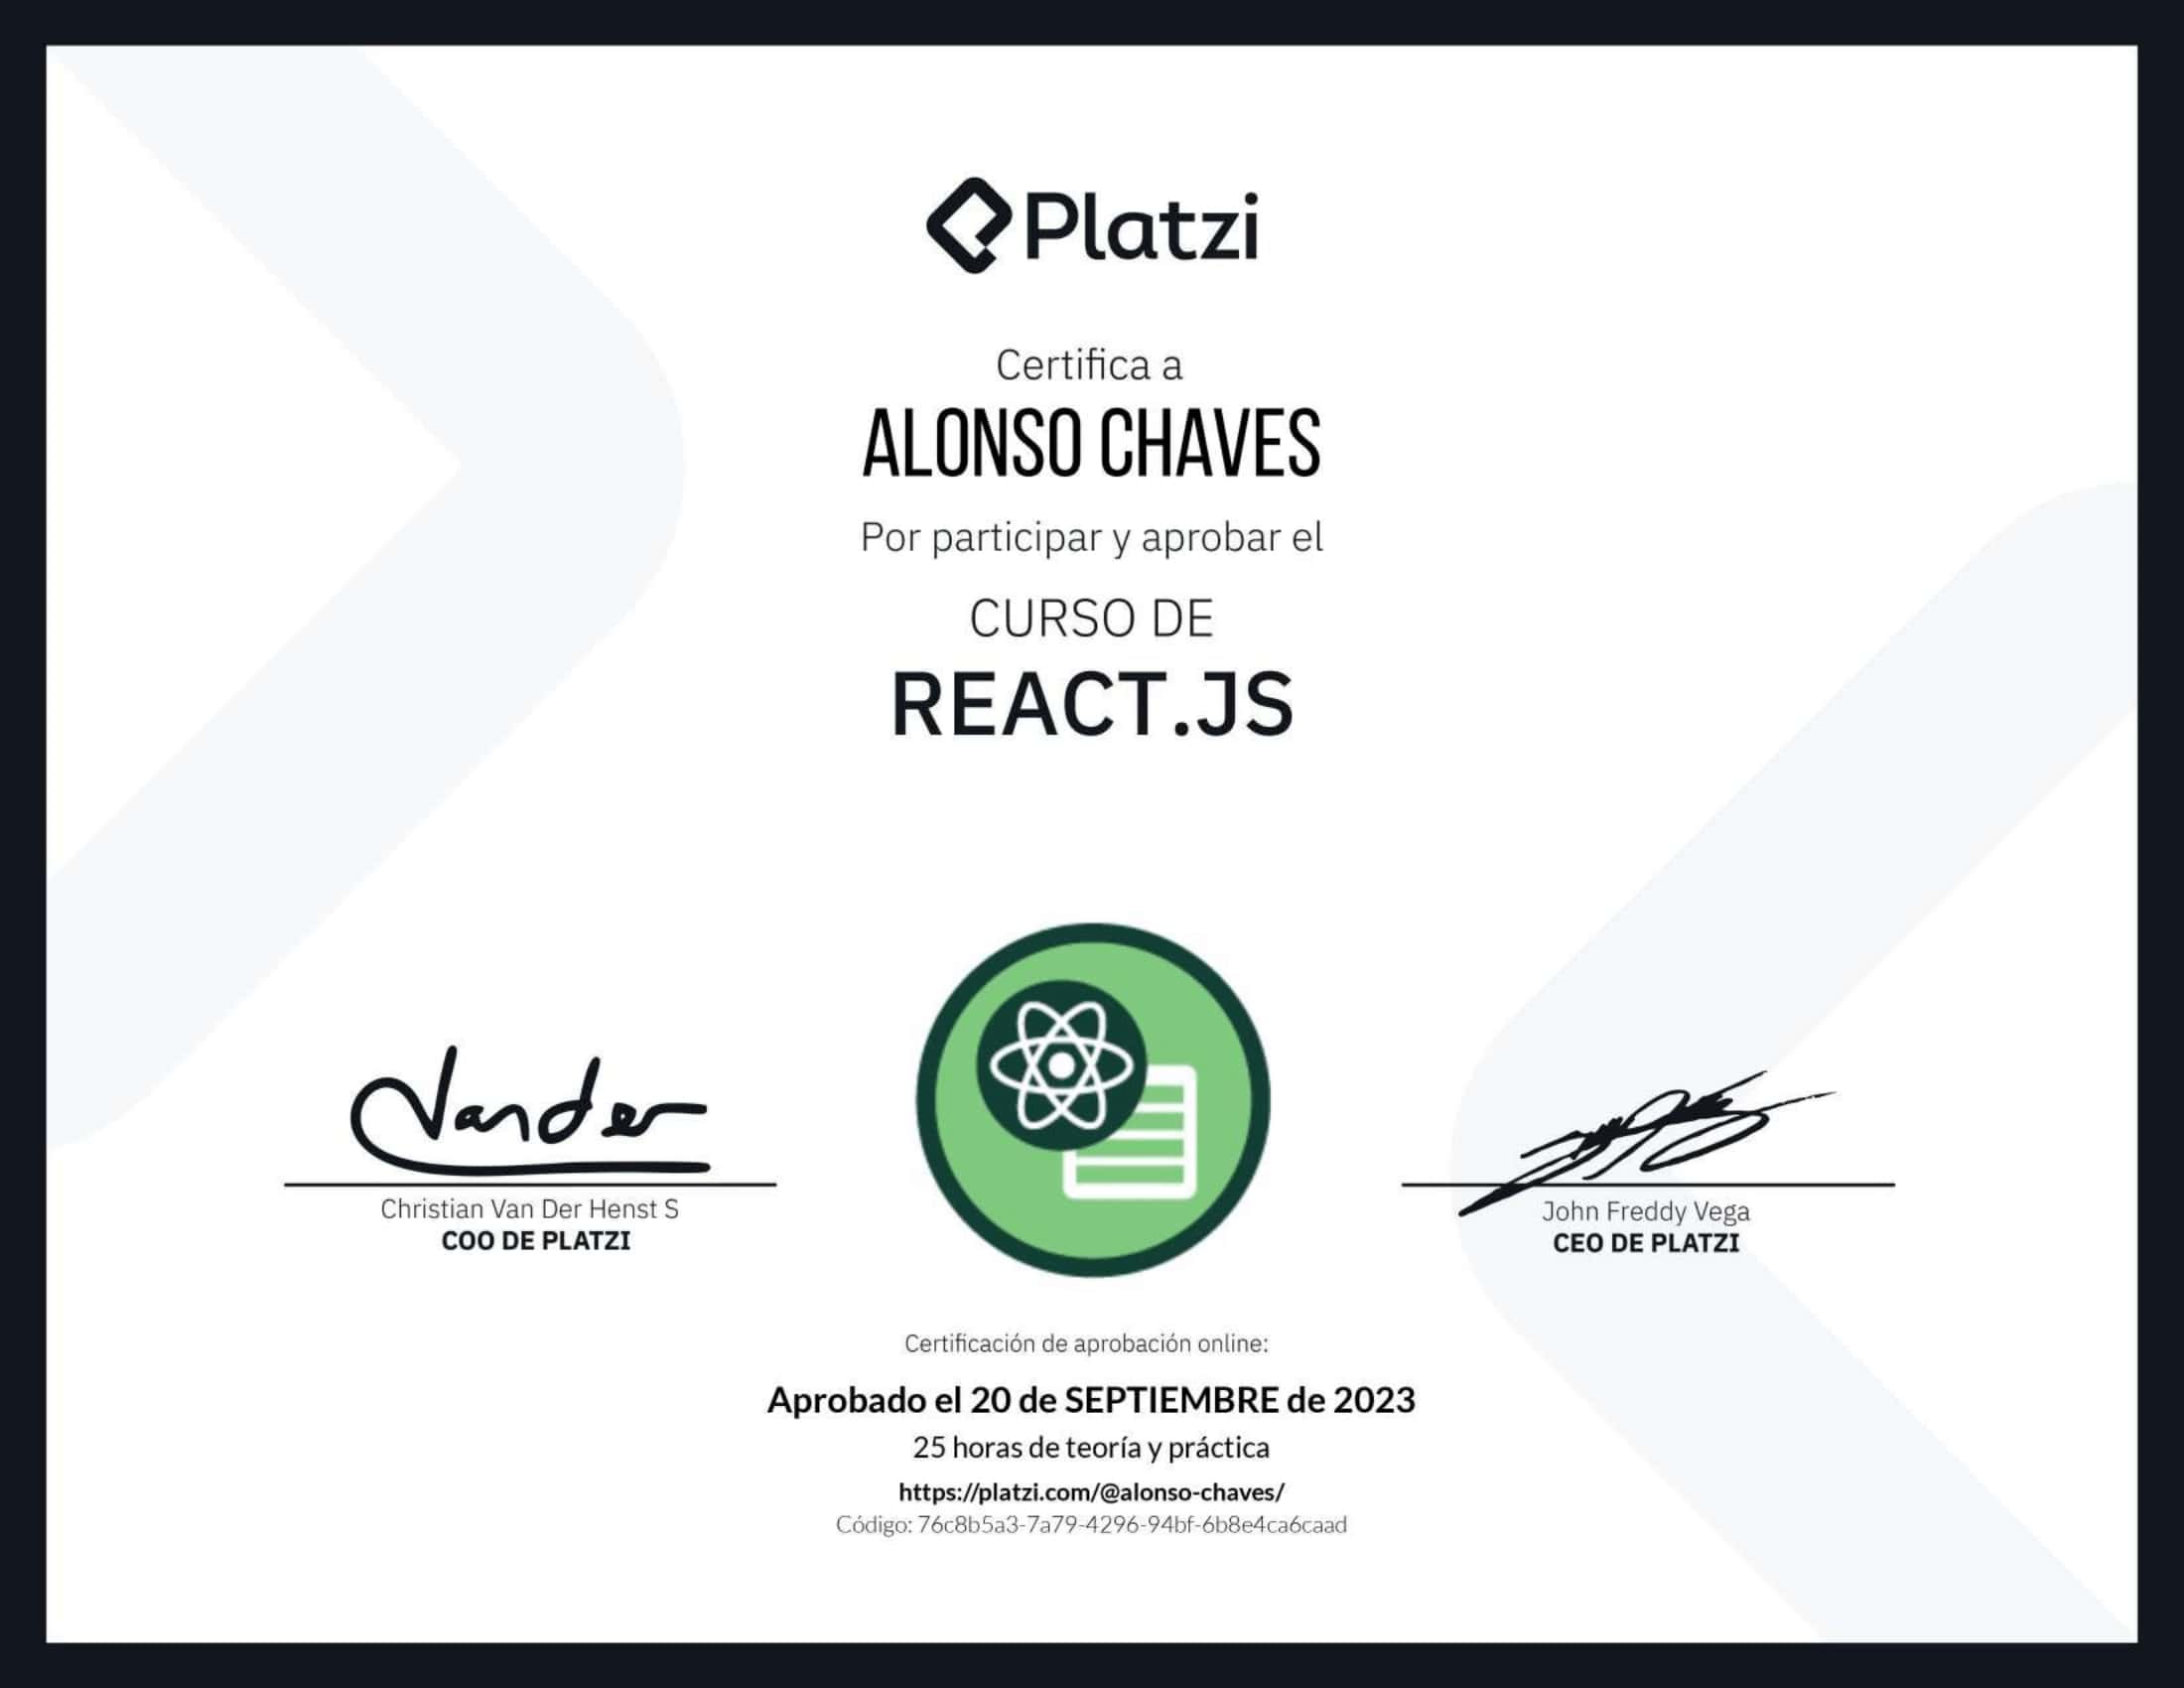 Platzi
Certifica a
ALONSO CHAVES
Por participar y aprobar el
CURSO DE
REACT.JS
Vander
Christian Van Der Henst S
COO DE PLATZI
John Freddy Vega
CEO DE PLATZI
Certificación de aprobación online:
Aprobado el 20 de SEPTIEMBRE de 2023
25 horas de teoría y práctica
https://platzi.com/@alonso-chaves/
Código: 76c8b5a3-7a79-4296-94bf-6b8e4ca6caad